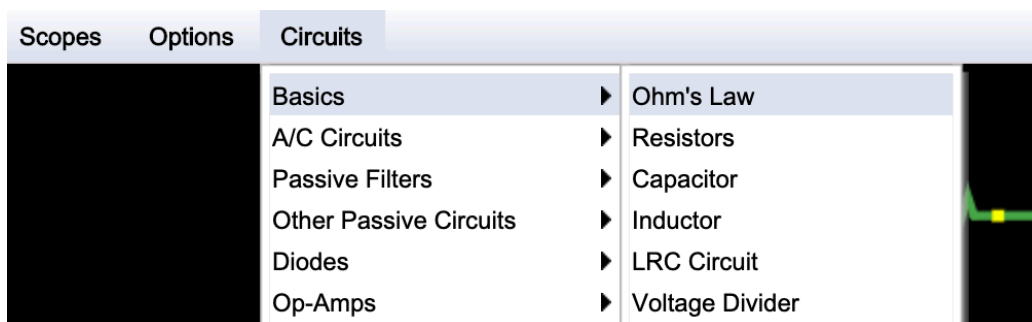 Scopes Options Circuits
Basics
A/C Circuits
Passive Filters
Other Passive Circuits
Diodes
Op-Amps
Ohm's Law
Resistors
Capacitor
Inductor
LRC Circuit
Voltage Divider